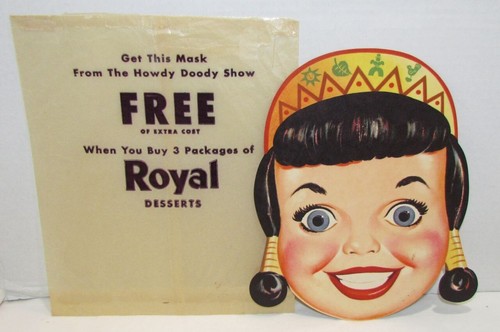 Get This Mask
From The Howdy Doody Show
FREE
OF EXTRA COST
When You Buy 3 Packages of
Royal
DESSERTS